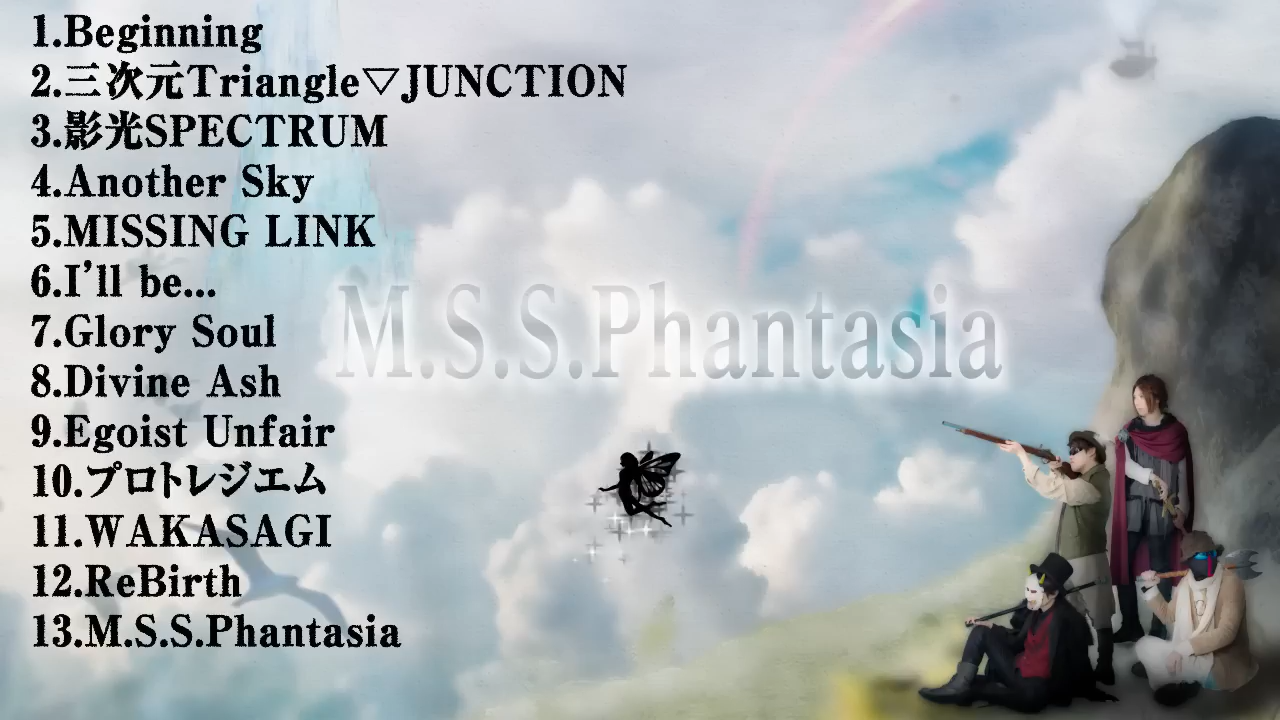 1.Beginning
2.三次元Triangle▽JUNCTION
3.影光SPECTRUM
4.Another Sky
5.MISSING LINK
6.I'll be...
7.Glory Soul
8.Divine Ash
9.Egoist Unfair
10.プロトレジエム
11.WAKASAGI
12.ReBirth
13.M.S.S.Phantasia
M.S.S.Phantasia